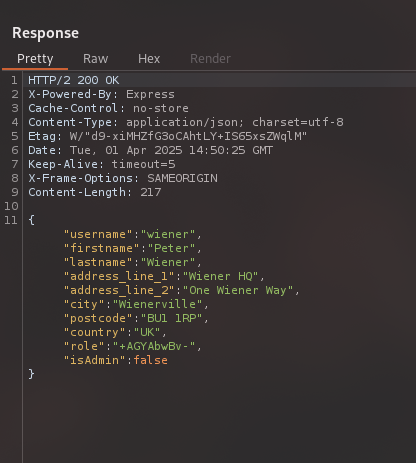 Response
Pretty Raw Hex Render
1 HTTP/2 200 OK
2 X-Powered-By: Express
3 Cache-Control: no-store
4 Content-Type: application/json; charset=utf-8
5 Etag: W/"d9-xiMHZfG3oCAhtLY+IS65xsZWqlM"
6 Date: Tue, 01 Apr 2025 14:50:25 GMT
7 Keep-Alive: timeout=5
8 X-Frame-Options: SAMEORIGIN
9 Content-Length: 217
10
11 {
"username":"wiener",
"firstname":"Peter",
"lastname":"Wiener",
"address_line_1":"Wiener HQ",
"address_line_2":"One Wiener Way",
"city":"Wienerville",
"postcode":"BU1 1RP",
"country":"UK",
"role":"+AGYAbwBv-",
"isAdmin":false
}